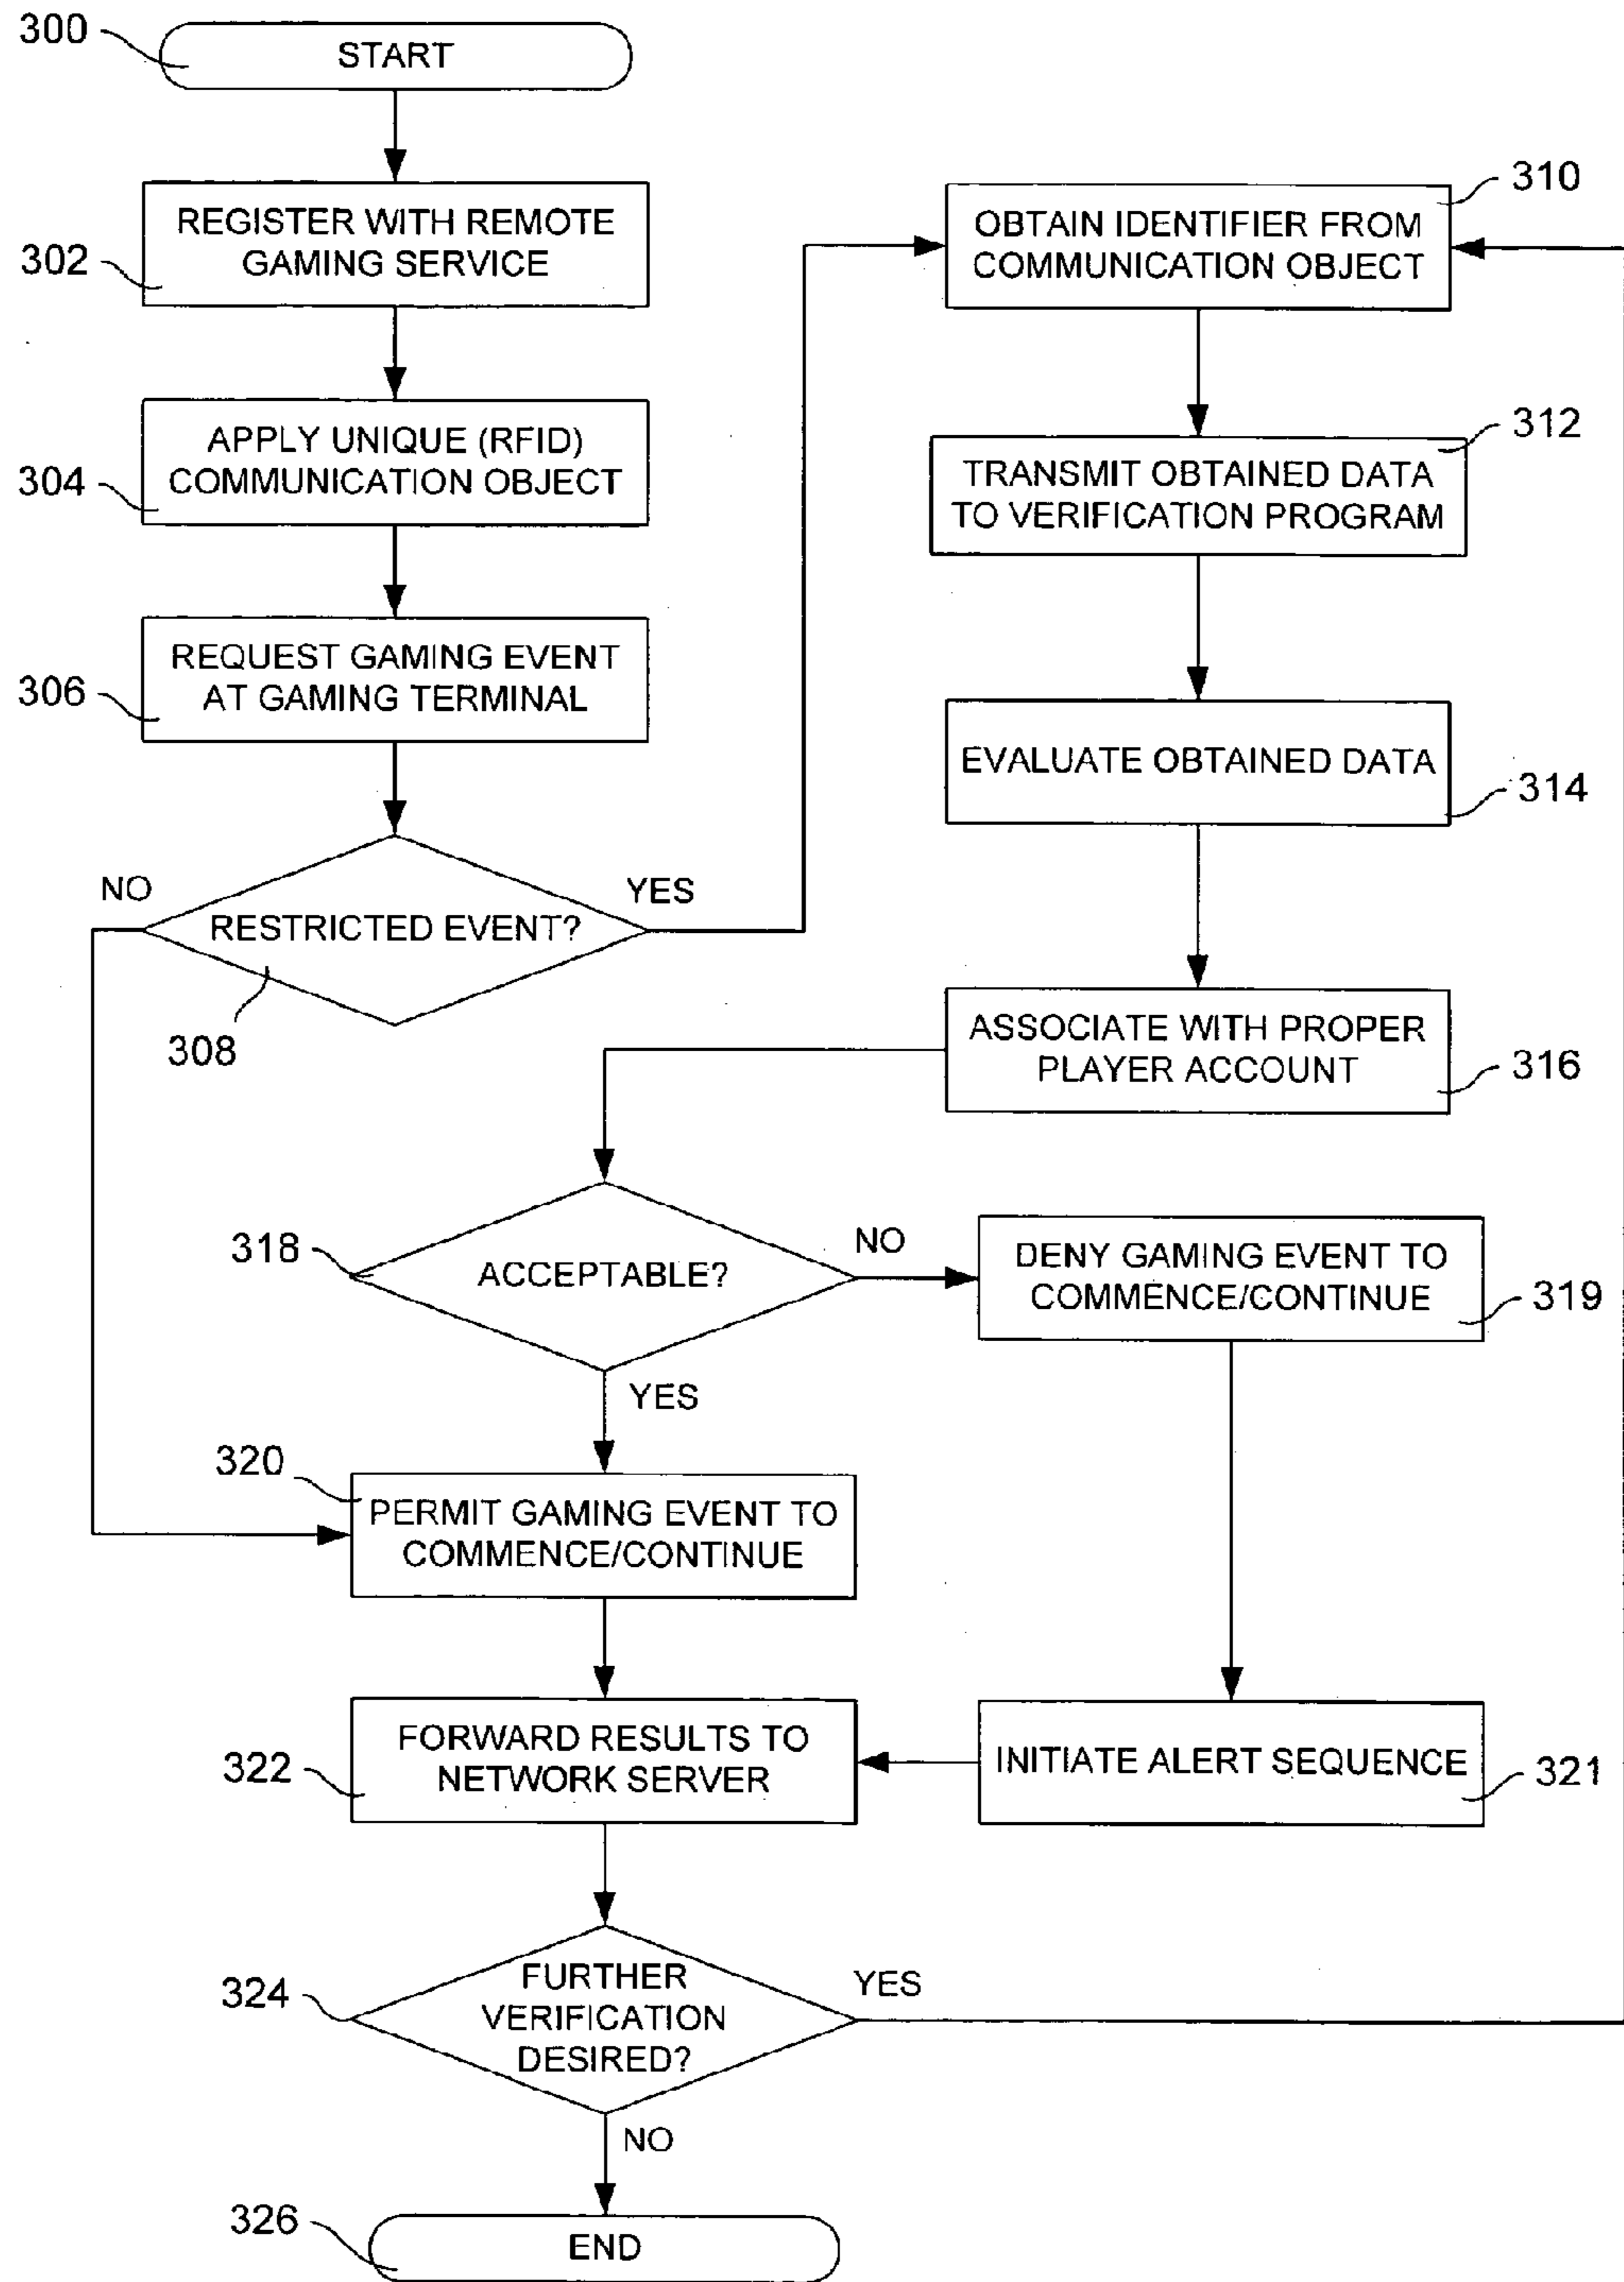 300
START
REGISTER WITH REMOTE
GAMING SERVICE
302
APPLY UNIQUE (RFID)
COMMUNICATION OBJECT
304
REQUEST GAMING EVENT
AT GAMING TERMINAL
306
NO
YES
RESTRICTED EVENT?
308
310
OBTAIN IDENTIFIER FROM
COMMUNICATION OBJECT
312
TRANSMIT OBTAINED DATA
TO VERIFICATION PROGRAM
EVALUATE OBTAINED DATA
314
ASSOCIATE WITH PROPER
PLAYER ACCOUNT
316
318
ACCEPTABLE?
NO
YES
DENY GAMING EVENT TO
COMMENCE/CONTINUE
319
320
PERMIT GAMING EVENT TO
COMMENCE/CONTINUE
FORWARD RESULTS TO
NETWORK SERVER
322
INITIATE ALERT SEQUENCE
321
324
FURTHER
VERIFICATION
DESIRED?
YES
NO
326
END